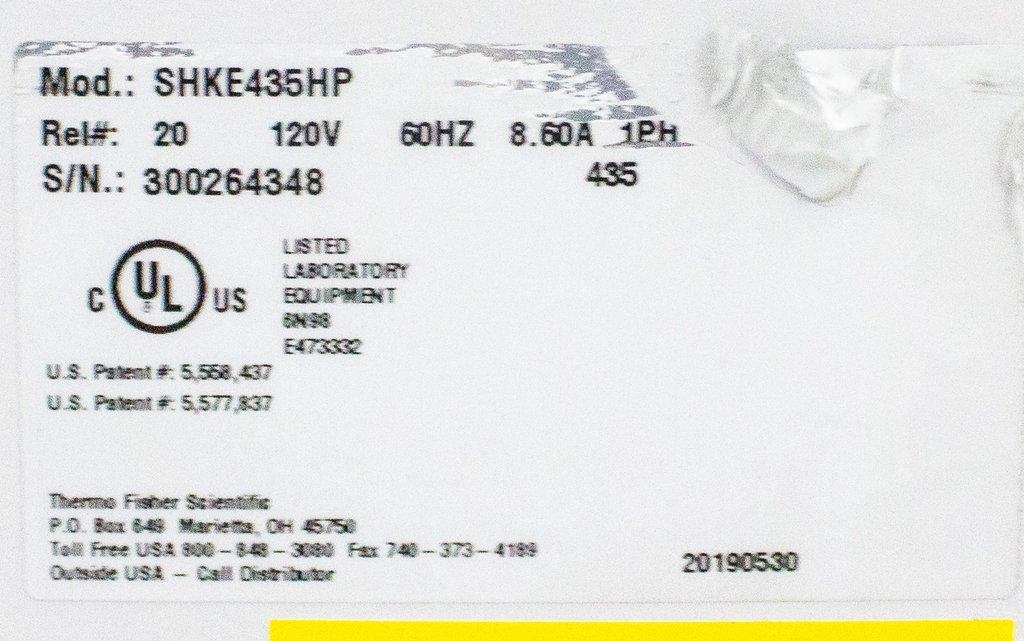 Mod.: SHKE435HP
Rel#: 20 120V 60HZ 8.60A 1PH
S/N.: 300264348 435
C UL US
LISTED
LABORATORY
EQUIPMENT
6N98
E473332
U.S. Patent #: 5,558,437
U.S. Patent #: 5,577,837
Thermo Fisher Scientific
P.O. Box 649 Marietta, OH 45750
Toll Free USA 800-848-3080 Fax 740-373-4189
Outside USA - Call Distributor
20190530